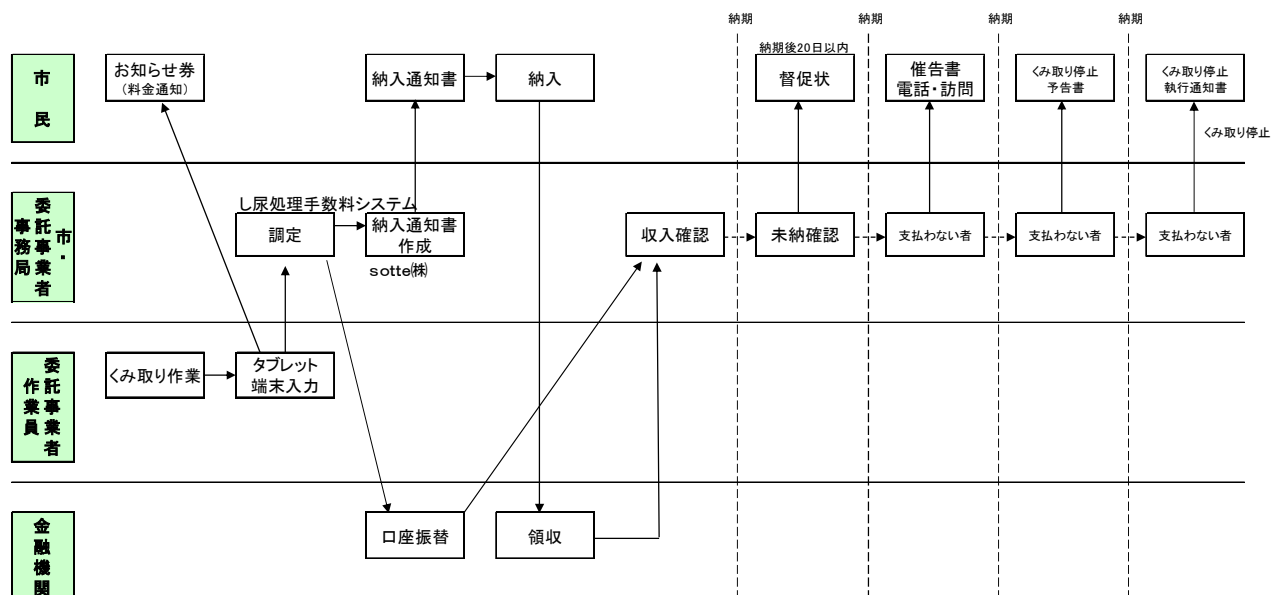 納期
納期
納期
納期
市民
お知らせ券
（料金通知）
納入通知書
納入
納期後20日以内
督促状
催告書
電話・訪問
くみ取り停止
予告書
くみ取り停止
執行通知書
くみ取り停止
市・
委託事業者
事務局
し尿処理手数料システム
調定
納入通知書
作成
sotte㈱
収入確認
未納確認
支払わない者
支払わない者
支払わない者
委託事業者
作業員
くみ取り作業
タブレット
端末入力
金融機関
口座振替
領収